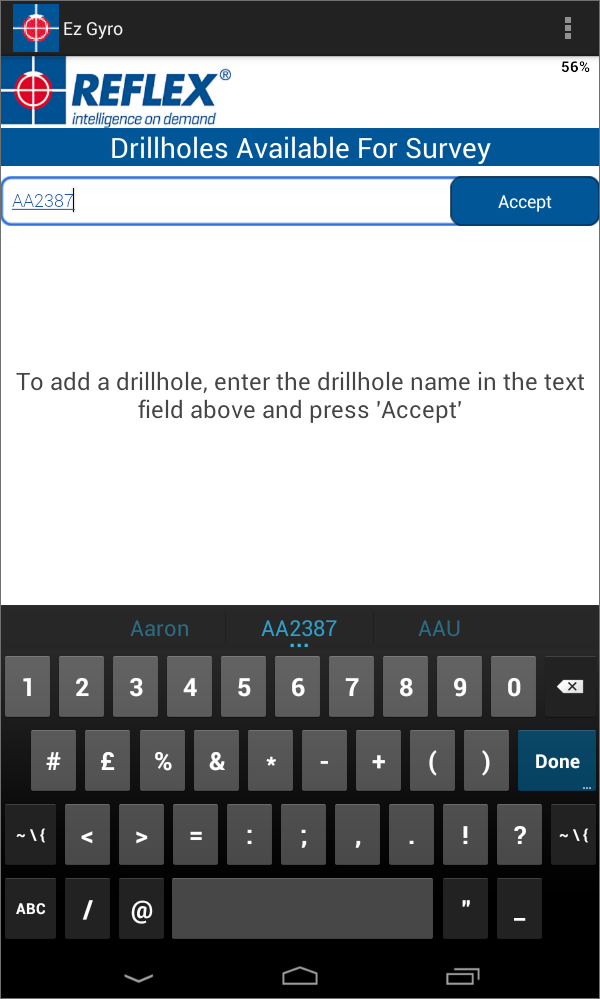 Ez Gyro
56%
REFLEX®
intelligence on demand
Drillholes Available For Survey
AA2387
Accept
To add a drillhole, enter the drillhole name in the text
field above and press 'Accept'
Aaron AA2387 AAU
...
1 2 3 4 5 6 7 8 9 0
# £ % & * - + ( ) Done
...
~ \ { < > = : ; , . ! ? ~ \ {
ABC / @ " _